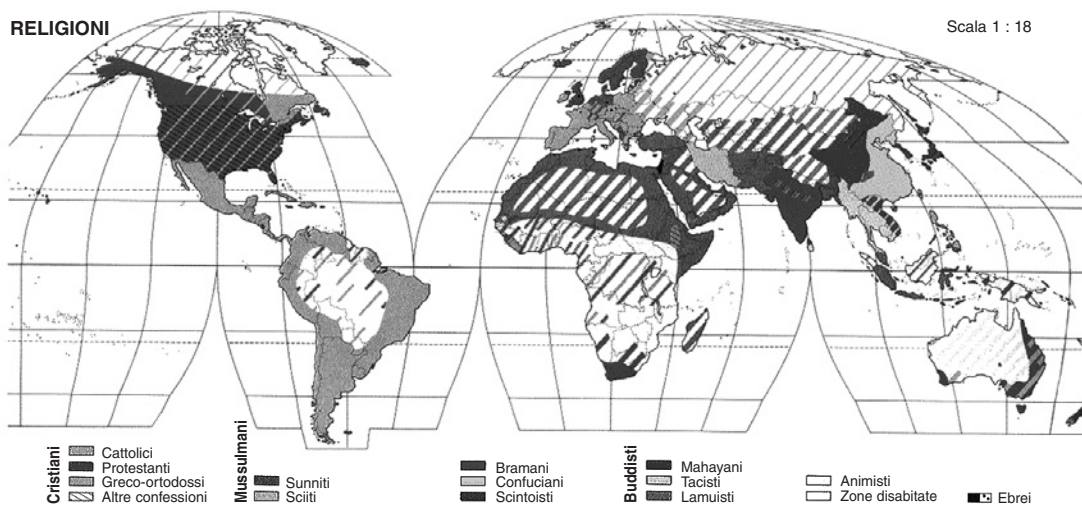 RELIGIONI
Scala 1 : 18
Cristiani
Cattolici
Protestanti
Greco-ortodossi
Altre confessioni
Mussulmani
Sunniti
Sciiti
Bramani
Confuciani
Scintoisti
Buddisti
Mahayani
Tacisti
Lamuisti
Animisti
Zone disabitate
Ebrei